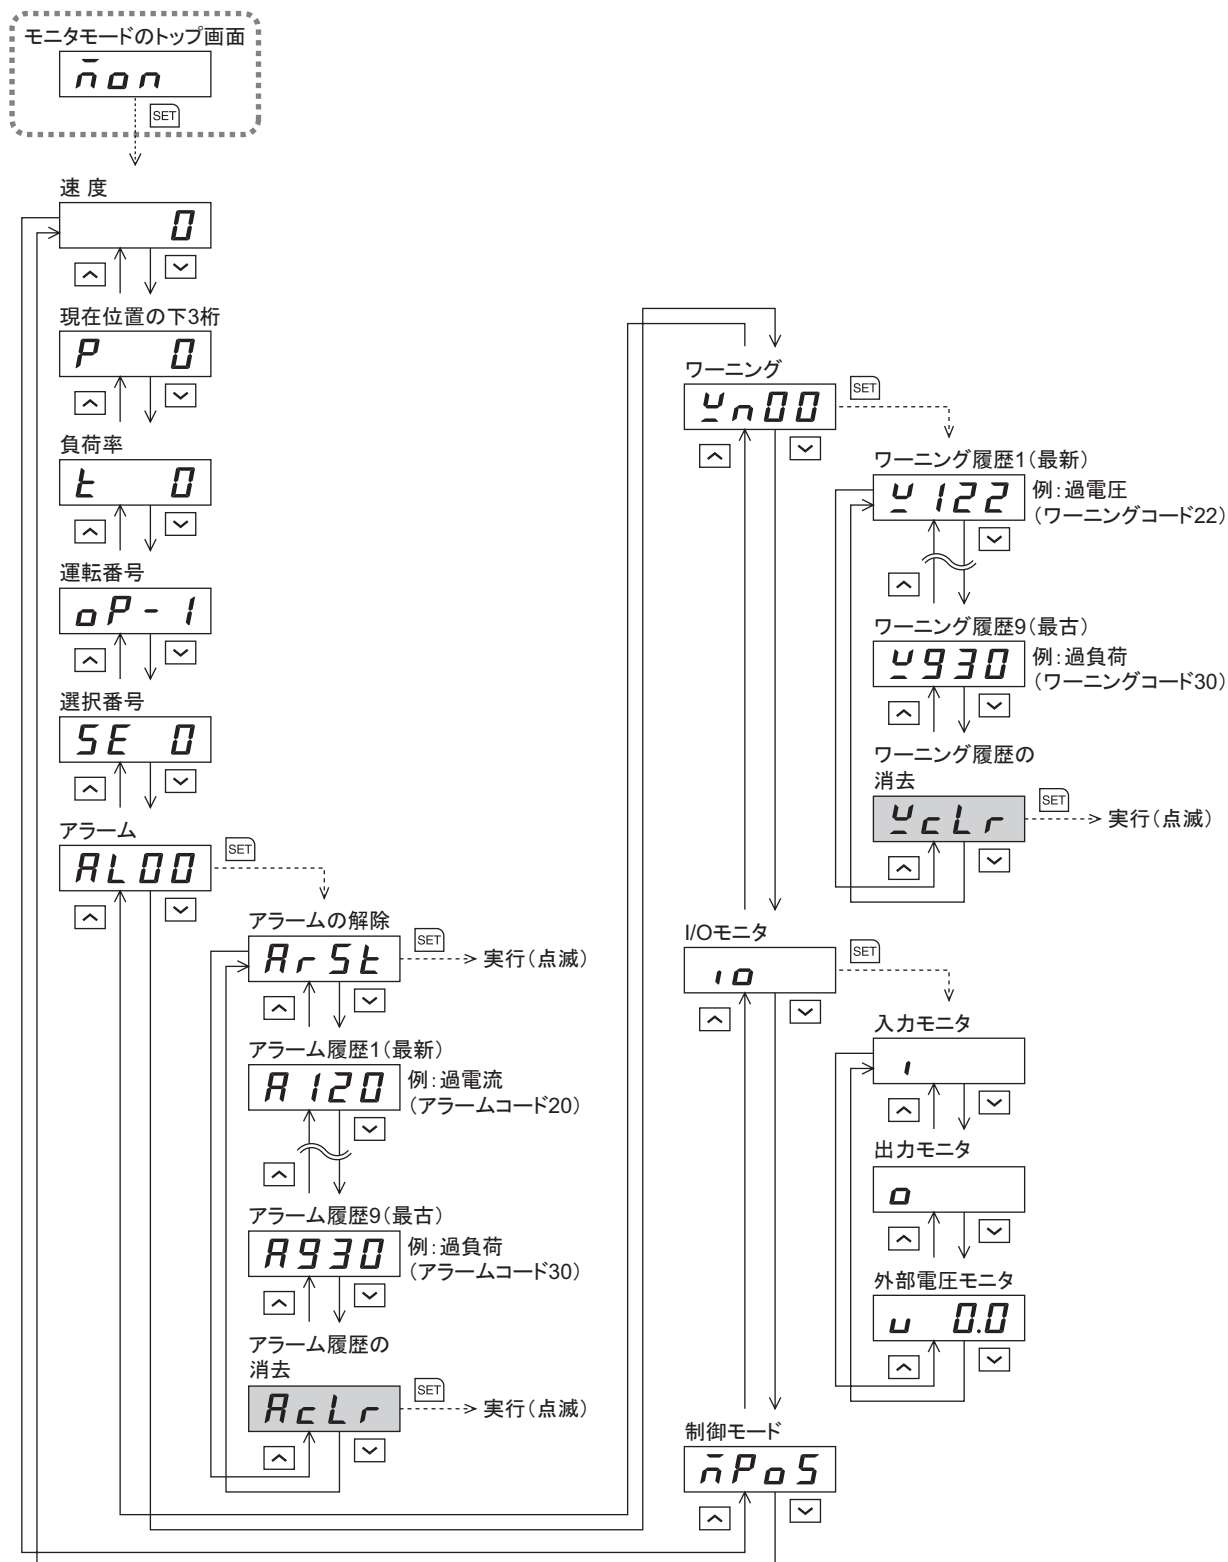 モニタモードのトップ画面
mon
SET
速 度
0
現在位置の下3桁
P 0
負荷率
t 0
運転番号
oP-1
選択番号
SE 0
アラーム
AL00
SET
アラームの解除
ArSt
SET
実行(点滅)
アラーム履歴1(最新)
A120
例:過電流
(アラームコード20)
アラーム履歴9(最古)
A930
例:過負荷
(アラームコード30)
アラーム履歴の
消去
AcLr
SET
実行(点滅)
ワーニング
Wn00
SET
ワーニング履歴1(最新)
W122
例:過電圧
(ワーニングコード22)
ワーニング履歴9(最古)
W930
例:過負荷
(ワーニングコード30)
ワーニング履歴の
消去
WcLr
SET
実行(点滅)
I/Oモニタ
io
SET
入力モニタ
i
出力モニタ
o
外部電圧モニタ
u 0.0
制御モード
mPoS